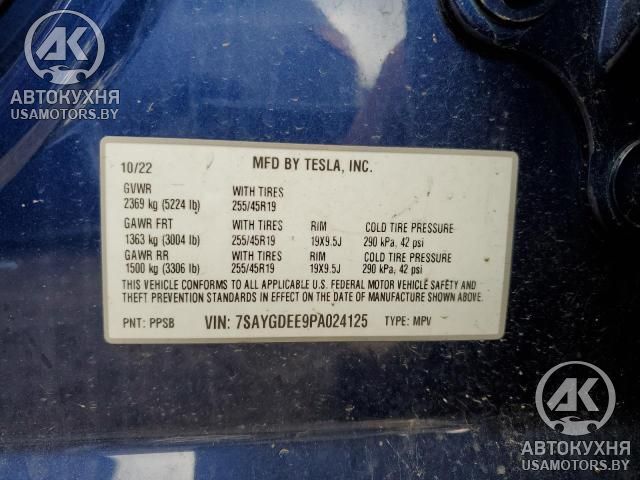 AK
АВТОКУХНЯ
USAMOTORS.BY
10/22 MFD BY TESLA, INC.
GVWR WITH TIRES
2369 kg (5224 lb) 255/45R19
GAWR FRT WITH TIRES RIM COLD TIRE PRESSURE
1363 kg (3004 lb) 255/45R19 19X9.5J 290 kPa, 42 psi
GAWR RR WITH TIRES RIM COLD TIRE PRESSURE
1500 kg (3306 lb) 255/45R19 19X9.5J 290 kPa, 42 psi
THIS VEHICLE CONFORMS TO ALL APPLICABLE U.S. FEDERAL MOTOR VEHICLE SAFETY AND
THEFT PREVENTION STANDARDS IN EFFECT ON THE DATE OF MANUFACTURE SHOWN ABOVE.
PNT: PPSB VIN: 7SAYGDEE9PA024125 TYPE: MPV
AK
АВТОКУХНЯ
USAMOTORS.BY